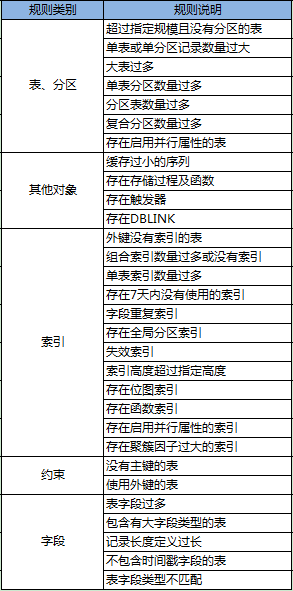 规则类别 规则说明
表、分区
超过指定规模且没有分区的表
单表或单分区记录数量过大
大表过多
单表分区数量过多
分区表数量过多
复合分区数量过多
存在启用并行属性的表
其他对象
缓存过小的序列
存在存储过程及函数
存在触发器
存在DBLINK
索引
外键没有索引的表
组合索引数量过多或没有索引
单表索引数量过多
存在7天内没有使用的索引
字段重复索引
存在全局分区索引
失效索引
索引高度超过指定高度
存在位图索引
存在函数索引
存在启用并行属性的索引
存在聚簇因子过大的索引
约束
没有主键的表
使用外键的表
字段
表字段过多
包含有大字段类型的表
记录长度定义过长
不包含时间戳字段的表
表字段类型不匹配